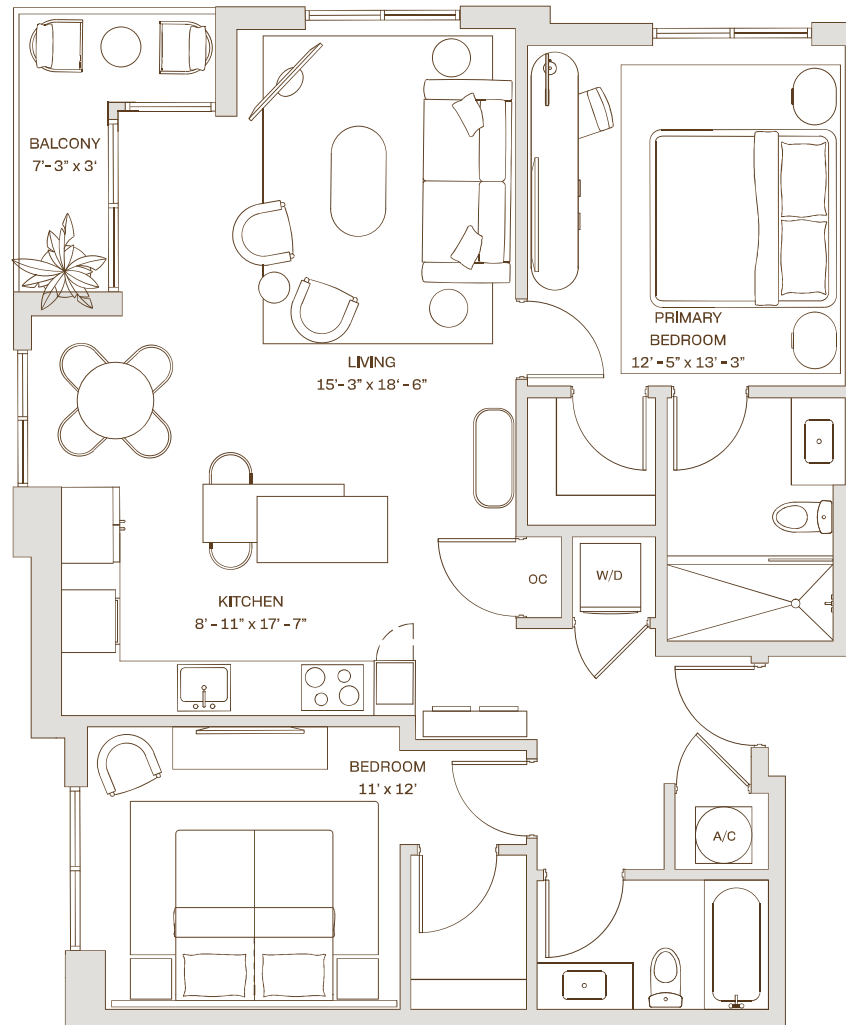 BALCONY
7'- 3" x 3'
PRIMARY
BEDROOM
12' - 5" x 13' - 3"
LIVING
15'- 3" x 18' - 6"
OC
W/D
KITCHEN
8' - 11" x 17' - 7"
BEDROOM
11' x 12'
A/C